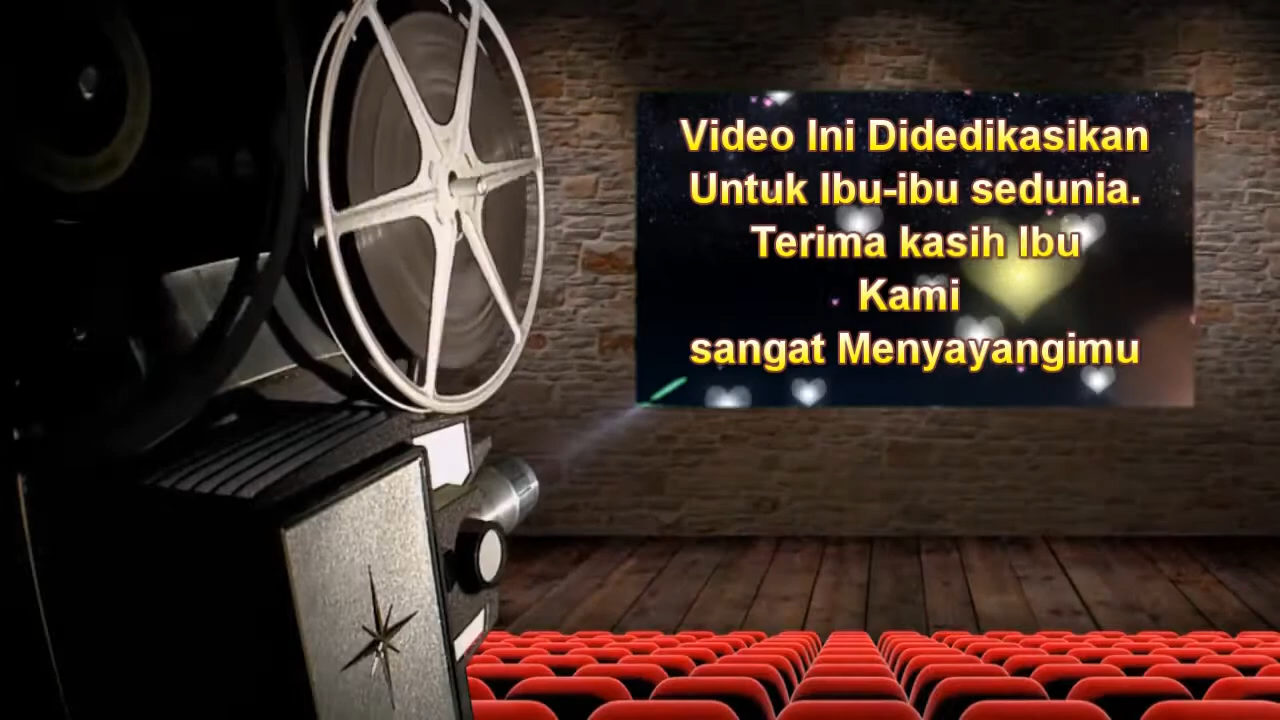 Video Ini Didedikasikan
Untuk Ibu-ibu sedunia.
Terima kasih Ibu
Kami
sangat Menyayangimu